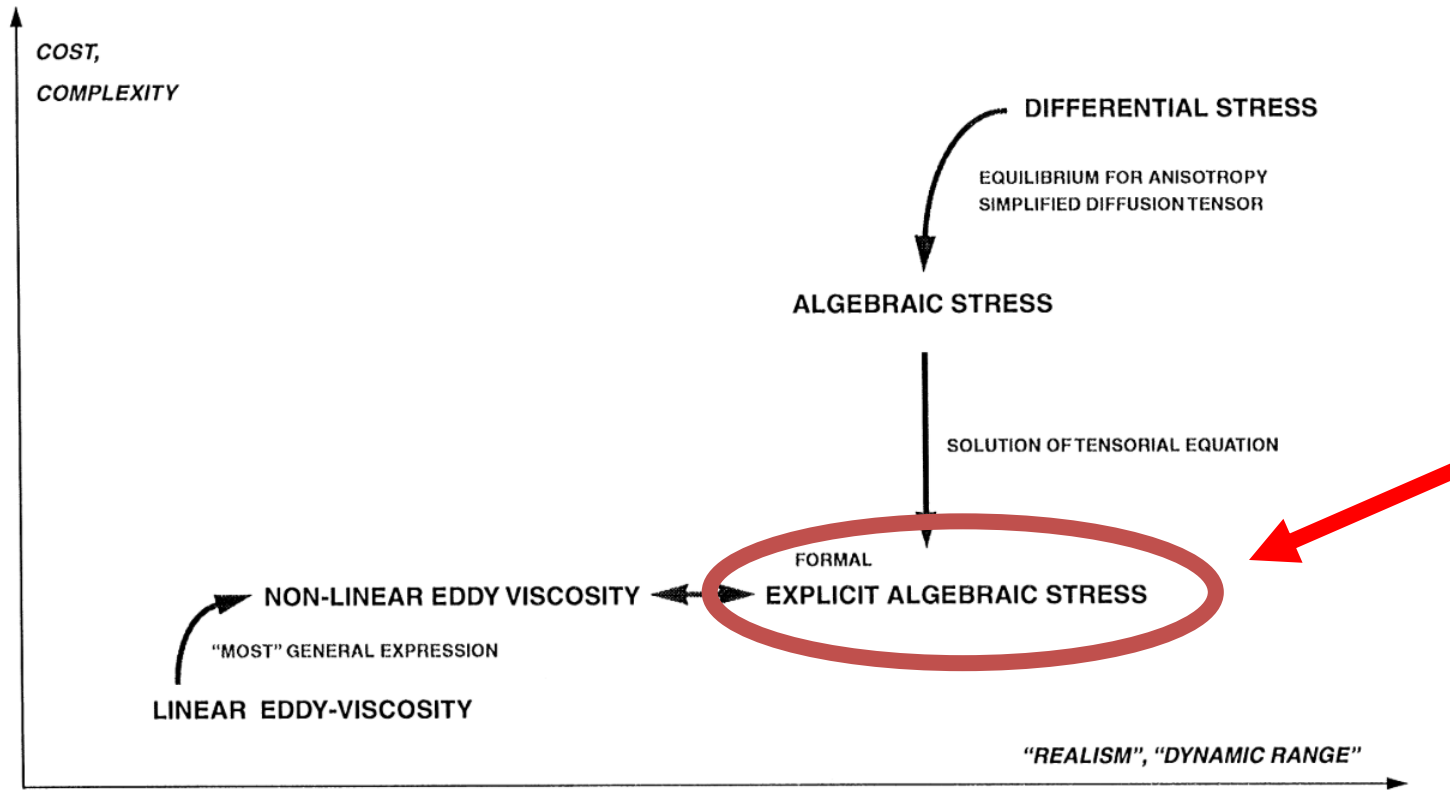 COST,
COMPLEXITY
DIFFERENTIAL STRESS
EQUILIBRIUM FOR ANISOTROPY
SIMPLIFIED DIFFUSION TENSOR
ALGEBRAIC STRESS
SOLUTION OF TENSORIAL EQUATION
FORMAL
NON-LINEAR EDDY VISCOSITY
EXPLICIT ALGEBRAIC STRESS
“MOST” GENERAL EXPRESSION
LINEAR EDDY-VISCOSITY
“REALISM”, “DYNAMIC RANGE”